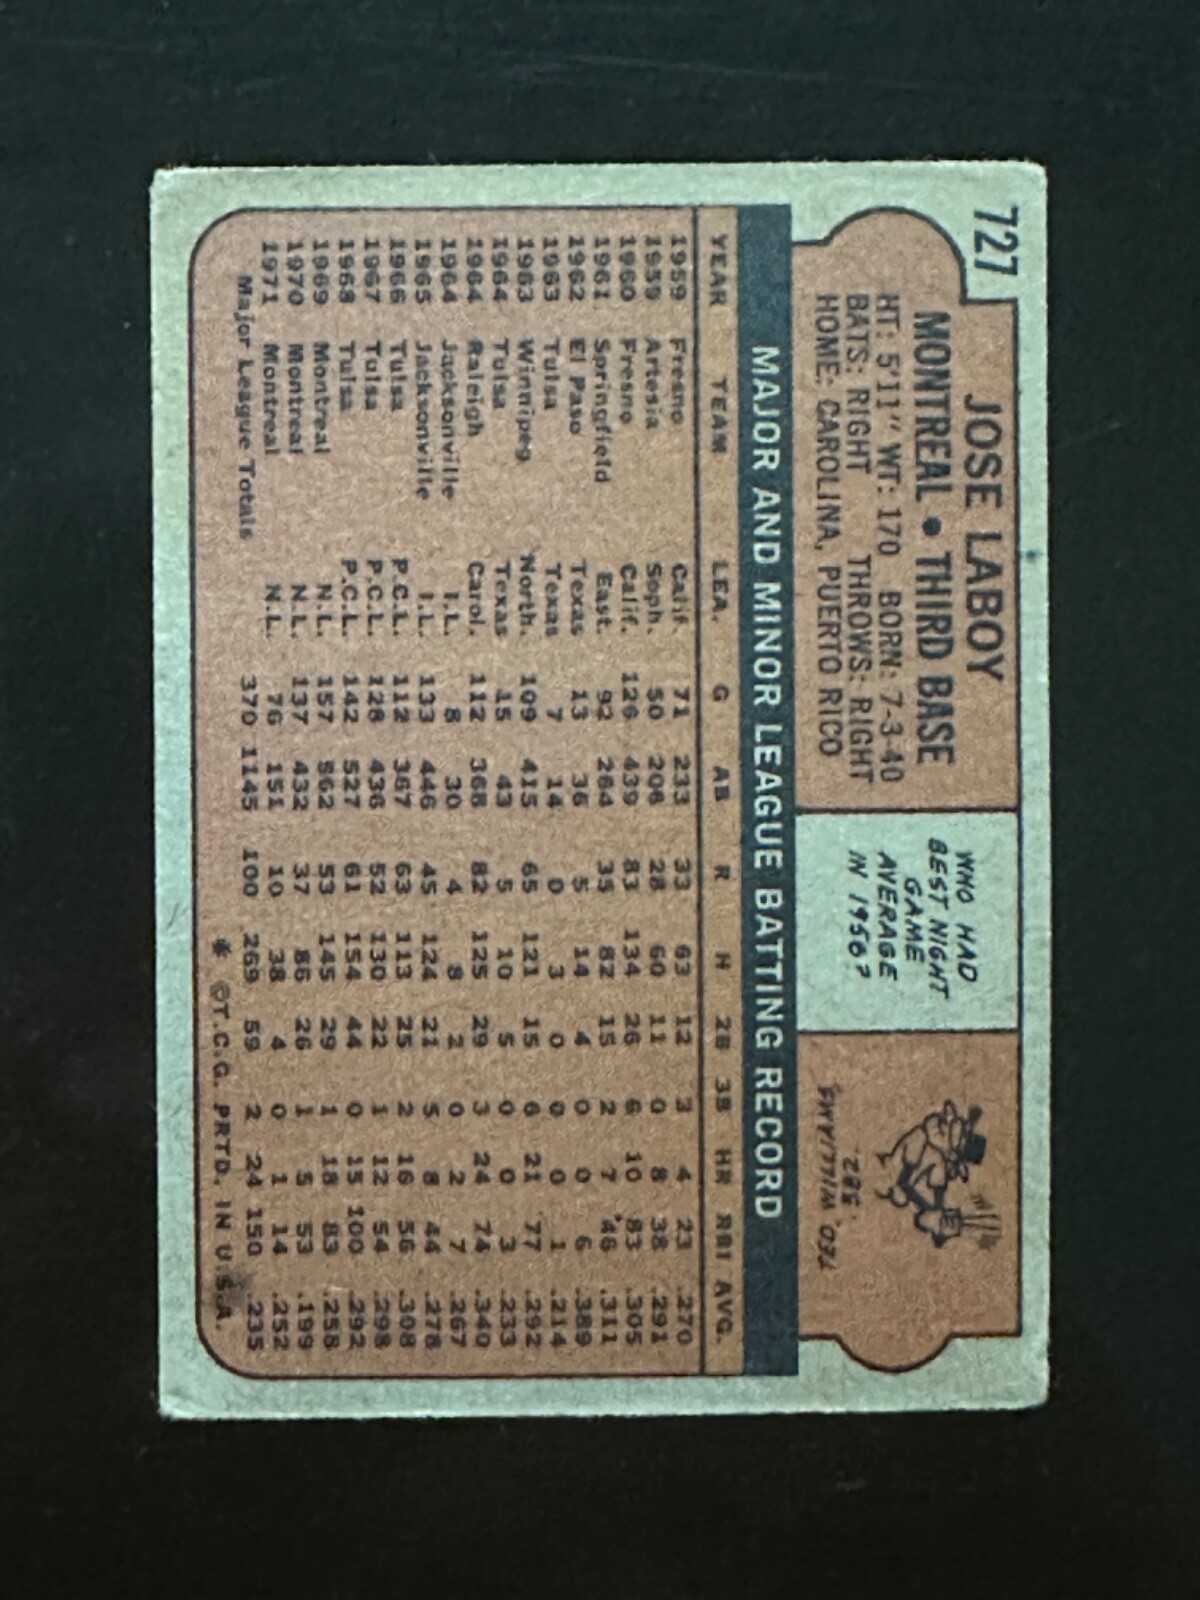 727
JOSE LABOY
MONTREAL • THIRD BASE
HT: 5'11" WT: 170 BORN: 7-3-40
BATS: RIGHT THROWS: RIGHT
HOME: CAROLINA, PUERTO RICO
WHO HAD
BEST NIGHT
GAME
AVERAGE
IN 1956?
.382.
TED WILLIAMS,
MAJOR AND MINOR LEAGUE BATTING RECORD
YEAR TEAM LEA. G AB R H 2B 3B HR RBI AVG.
1959 Fresno Calif. 71 233 33 63 12 3 4 23 .270
1959 Artesia Soph. 50 206 28 60 11 0 8 38 .291
1960 Fresno Calif. 126 439 83 134 26 6 10 83 .305
1961 Springfield East. 92 264 35 82 15 2 7 *46 .311
1962 El Paso Texas 13 36 5 14 4 0 0 6 .389
1963 Tulsa Texas 7 14 0 3 0 0 0 1 .214
1963 Winnipeg North. 109 415 65 121 15 6 21 77 .292
1964 Tulsa Texas 15 43 5 10 5 0 0 3 .233
1964 Raleigh Carol. 112 368 82 125 29 3 24 74 .340
1964 Jacksonville I.L. 8 30 4 8 2 0 2 7 .267
1965 Jacksonville I.L. 133 446 45 124 21 5 8 44 .278
1966 Tulsa P.C.L. 112 367 63 113 25 2 16 56 .308
1967 Tulsa P.C.L. 128 436 52 130 22 1 12 54 .298
1968 Tulsa P.C.L. 142 527 61 154 44 0 15 100 .292
1969 Montreal N.L. 157 562 53 145 29 1 18 83 .258
1970 Montreal N.L. 137 432 37 86 26 1 5 53 .199
1971 Montreal N.L. 76 151 10 38 4 0 1 14 .252
Major League Totals 370 1145 100 269 59 2 24 150 .235
* ©T.C.G. PRTD. IN U.S.A.